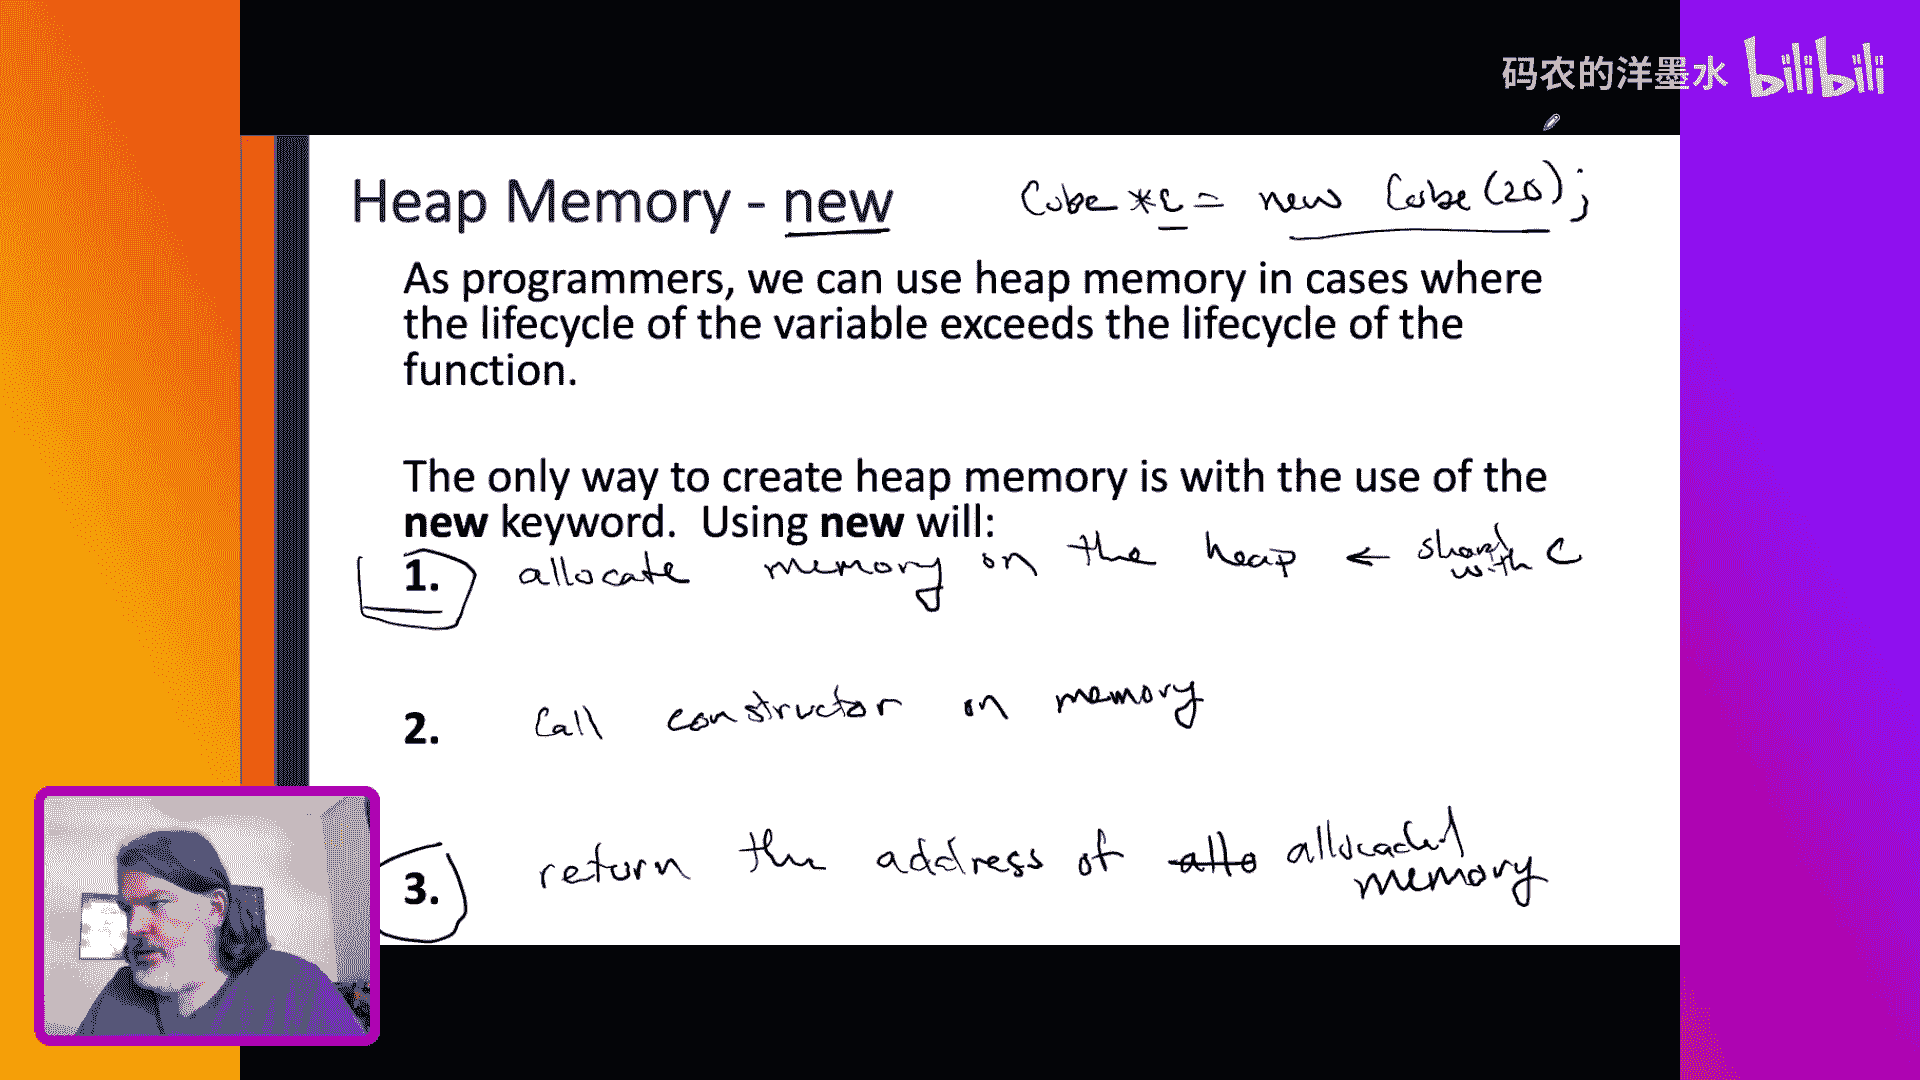 码农的洋墨水 bilibili
Heap Memory - new
Cube *c = new Cube(20);
As programmers, we can use heap memory in cases where
the lifecycle of the variable exceeds the lifecycle of the
function.
The only way to create heap memory is with the use of the
new keyword. Using new will:
1. allocate memory on the heap ← shared with C
2. Call constructor on memory
3. return the address of allo allocated memory